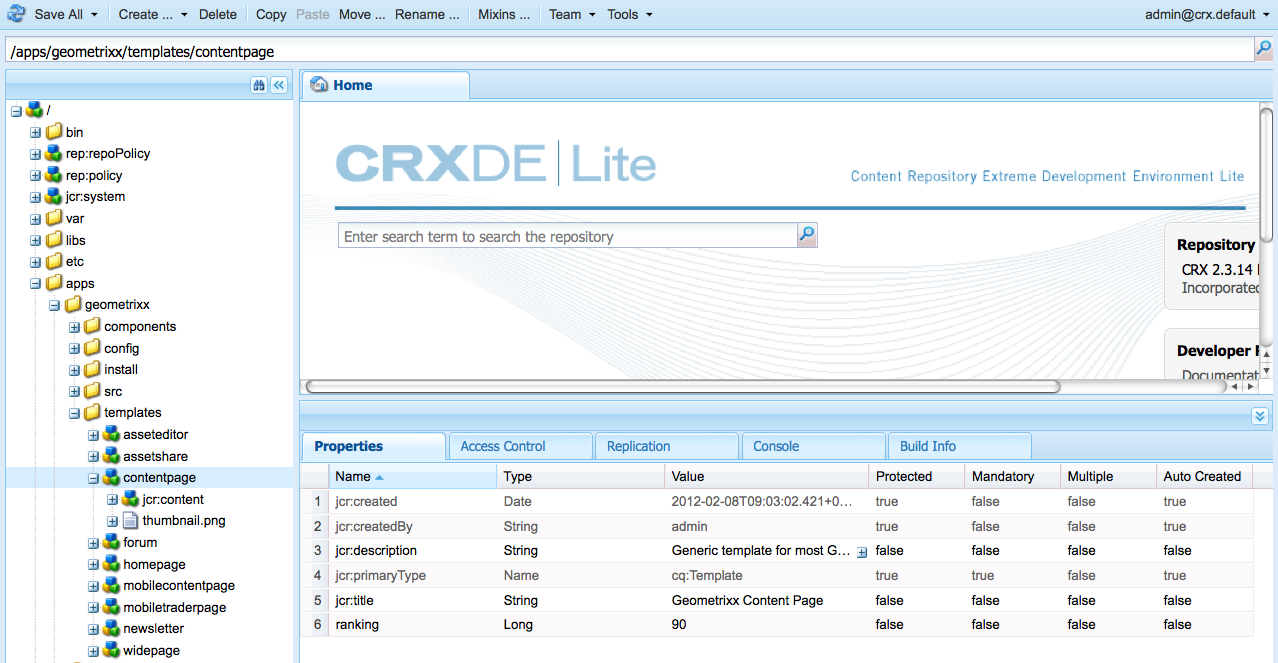 Save All Create ... Delete Copy Paste Move ... Rename ... Mixins ... Team Tools admin@crx.default
/apps/geometrixx/templates/contentpage
/
bin
rep:repoPolicy
rep:policy
jcr:system
var
libs
etc
apps
geometrixx
components
config
install
src
templates
asseteditor
assetshare
contentpage
jcr:content
thumbnail.png
forum
homepage
mobilecontentpage
mobiletraderpage
newsletter
widepage
Home
CRXDE Lite
Content Repository Extreme Development Environment Lite
Enter search term to search the repository
Repository
CRX 2.3.14
Incorporated
Developer
Properties Access Control Replication Console Build Info
Name Type Value Protected Mandatory Multiple Auto Created
1 jcr:created Date 2012-02-08T09:03:02.421+0... true false false true
2 jcr:createdBy String admin true false false true
3 jcr:description String Generic template for most G... false false false false
4 jcr:primaryType Name cq:Template true true false true
5 jcr:title String Geometrixx Content Page false false false false
6 ranking Long 90 false false false false